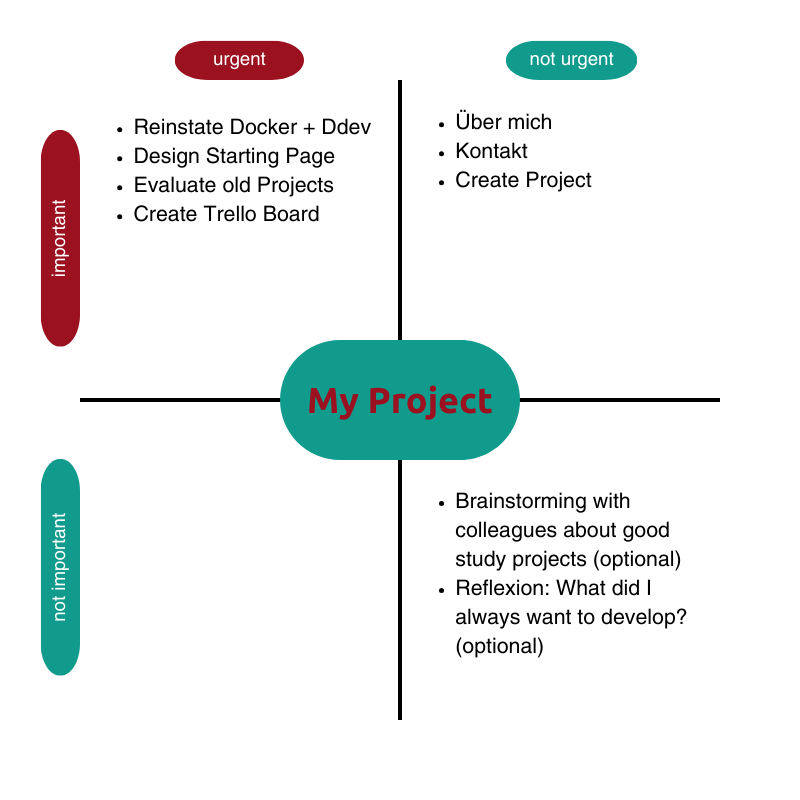 urgent
not urgent
important
• Reinstate Docker + Ddev
• Design Starting Page
• Evaluate old Projects
• Create Trello Board
• Über mich
• Kontakt
• Create Project
My Project
not important
• Brainstorming with
colleagues about good
study projects (optional)
• Reflexion: What did I
always want to develop?
(optional)